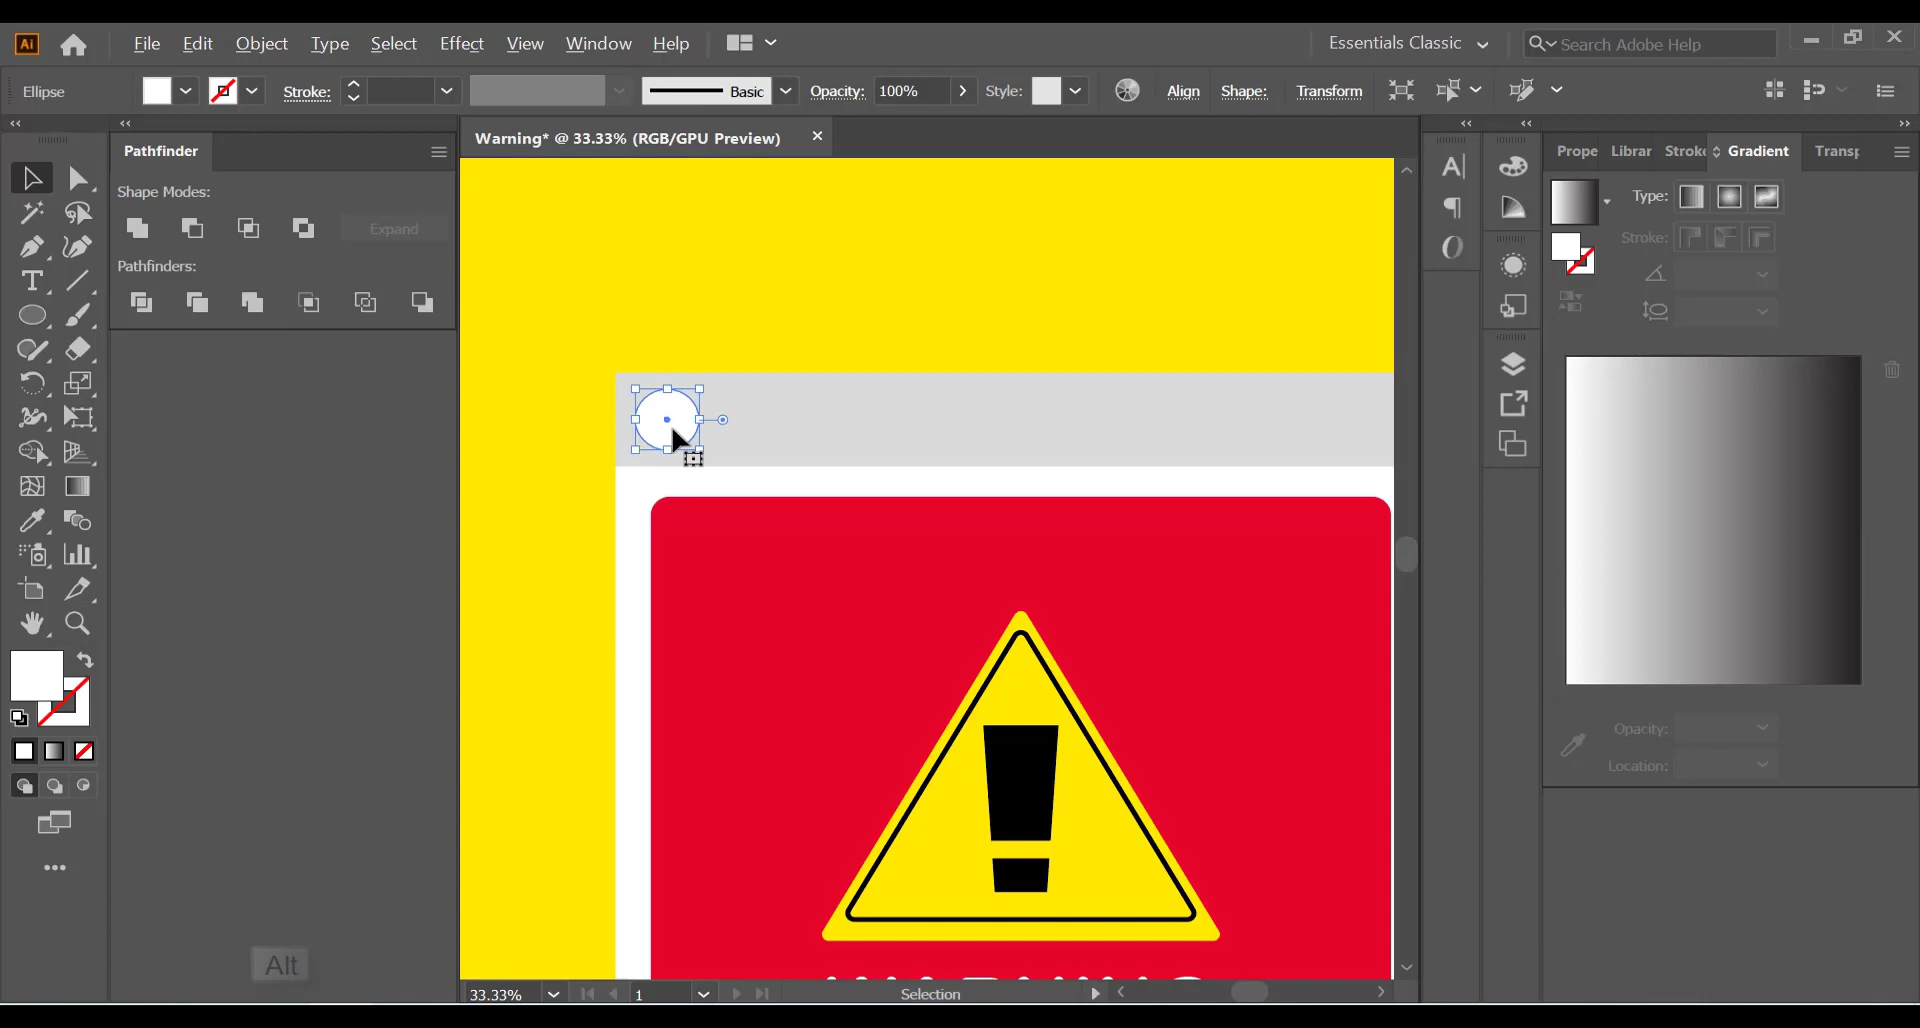 Ai File Edit Object Type Select Effect View Window Help Essentials Classic Search Adobe Help
Ellipse Stroke: Basic Opacity: 100% Style: Align Shape: Transform
Warning* @ 33.33% (RGB/GPU Preview)
Pathfinder
Shape Modes:
Expand
Pathfinders:
Prope Librar Stroke Gradient Transp
Type:
Stroke:
Opacity:
Location:
Alt
33.33% 1 Selection